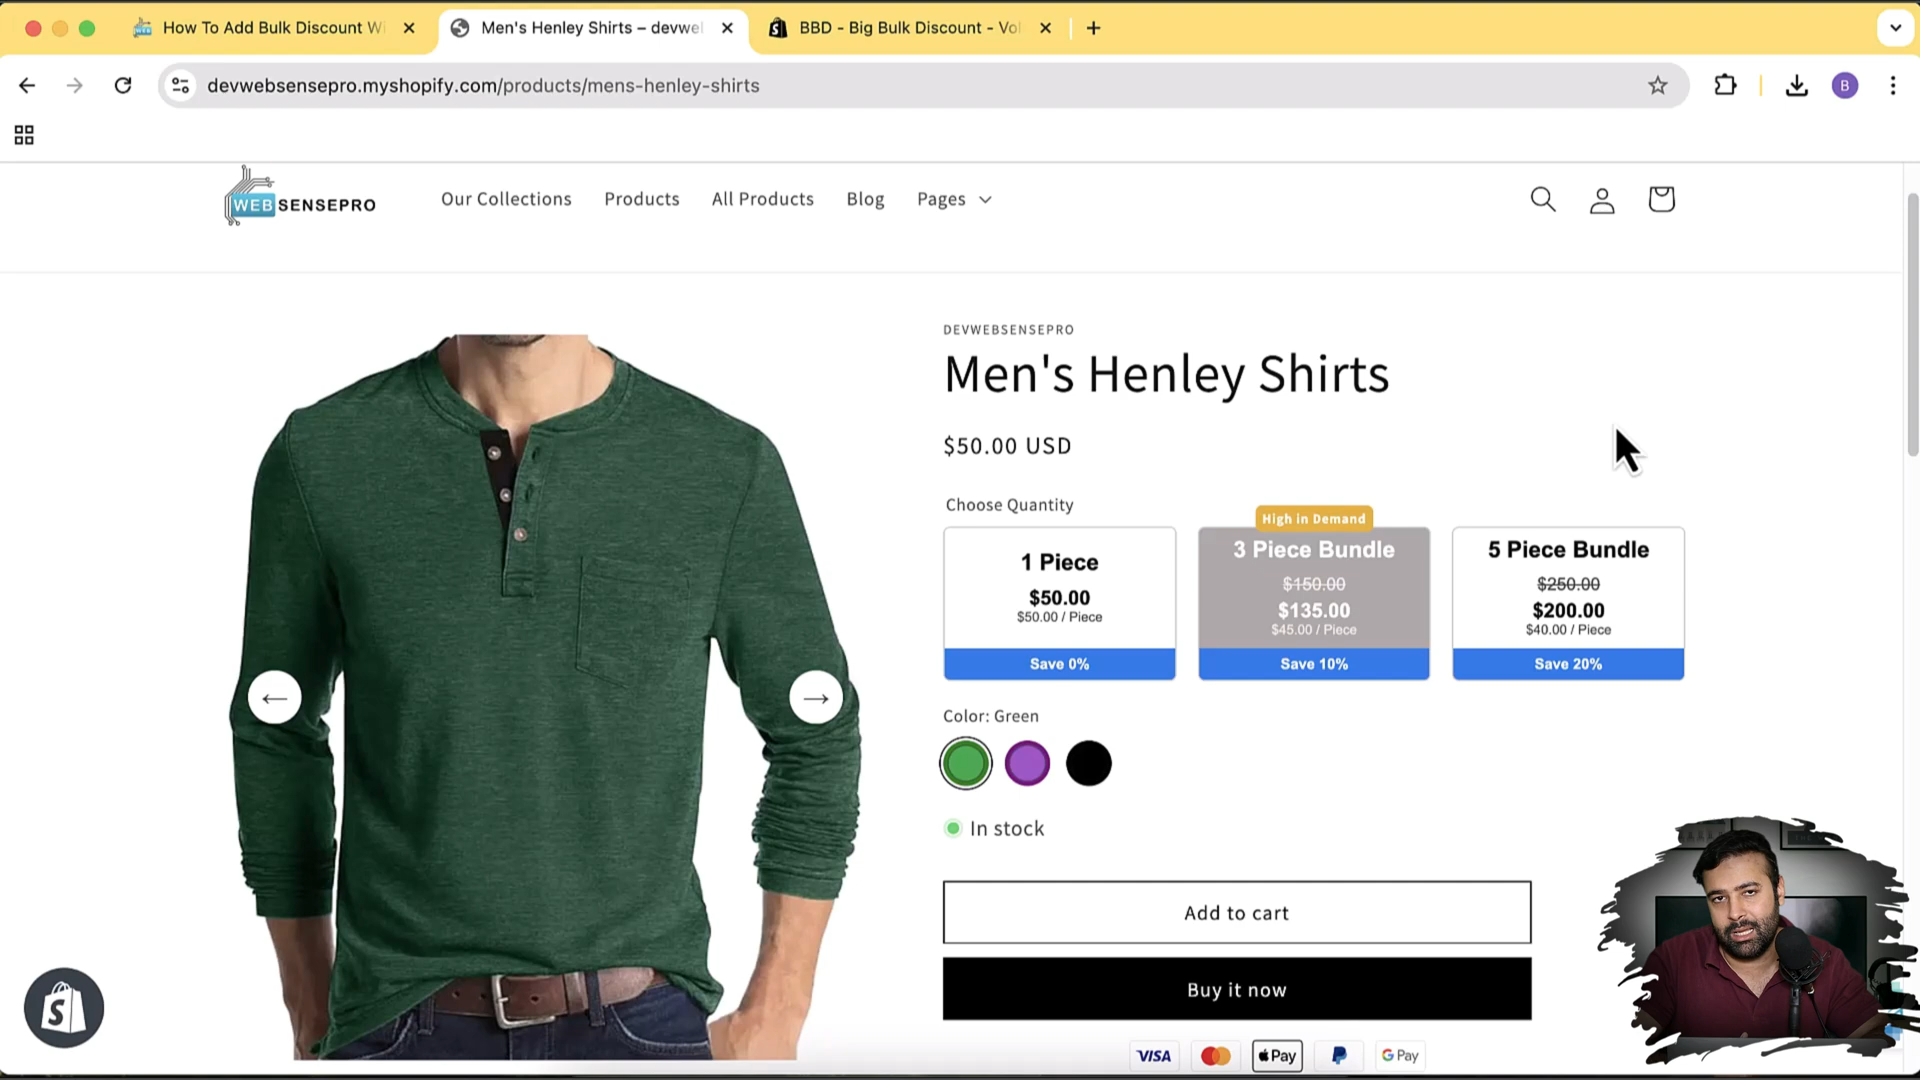 How To Add Bulk Discount Wi
Men's Henley Shirts – devwe
BBD - Big Bulk Discount - Vol
devwebsensepro.myshopify.com/products/mens-henley-shirts
B
WEBSENSEPRO
Our Collections
Products
All Products
Blog
Pages
DEVWEBSENSEPRO
Men's Henley Shirts
$50.00 USD
Choose Quantity
High in Demand
1 Piece
$50.00
$50.00 / Piece
Save 0%
3 Piece Bundle
$150.00
$135.00
$45.00 / Piece
Save 10%
5 Piece Bundle
$250.00
$200.00
$40.00 / Piece
Save 20%
Color: Green
In stock
Add to cart
Buy it now
VISA
Pay
G Pay